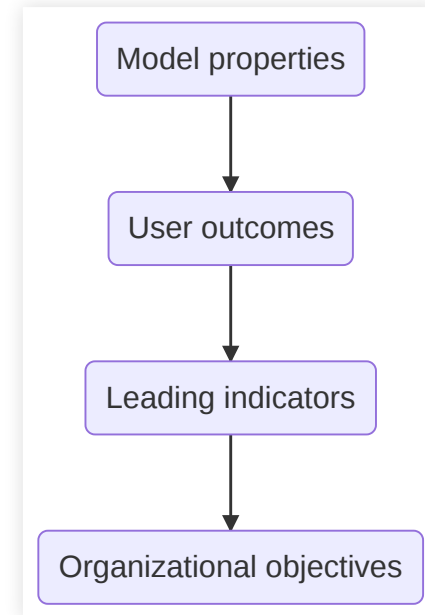 Model properties
User outcomes
Leading indicators
Organizational objectives